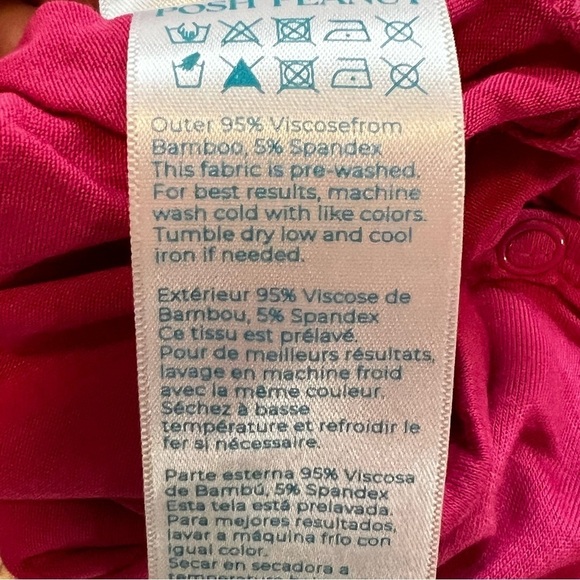 POSH PEANUT
Outer 95% Viscosefrom
Bamboo, 5% Spandex
This fabric is pre-washed.
For best results, machine
wash cold with like colors.
Tumble dry low and cool
iron if needed.
Extérieur 95% Viscose de
Bambou, 5% Spandex
Ce tissu est prélavé.
Pour de meilleurs résultats,
lavage en machine froid
avec la même couleur.
Séchez à basse
température et refroidir le
fer si nécessaire.
Parte esterna 95% Viscosa
de Bambú, 5% Spandex
Esta tela está prelavada.
Para mejores resultados,
lavar a máquina frío con
igual color.
Secar en secadora a
temperatura